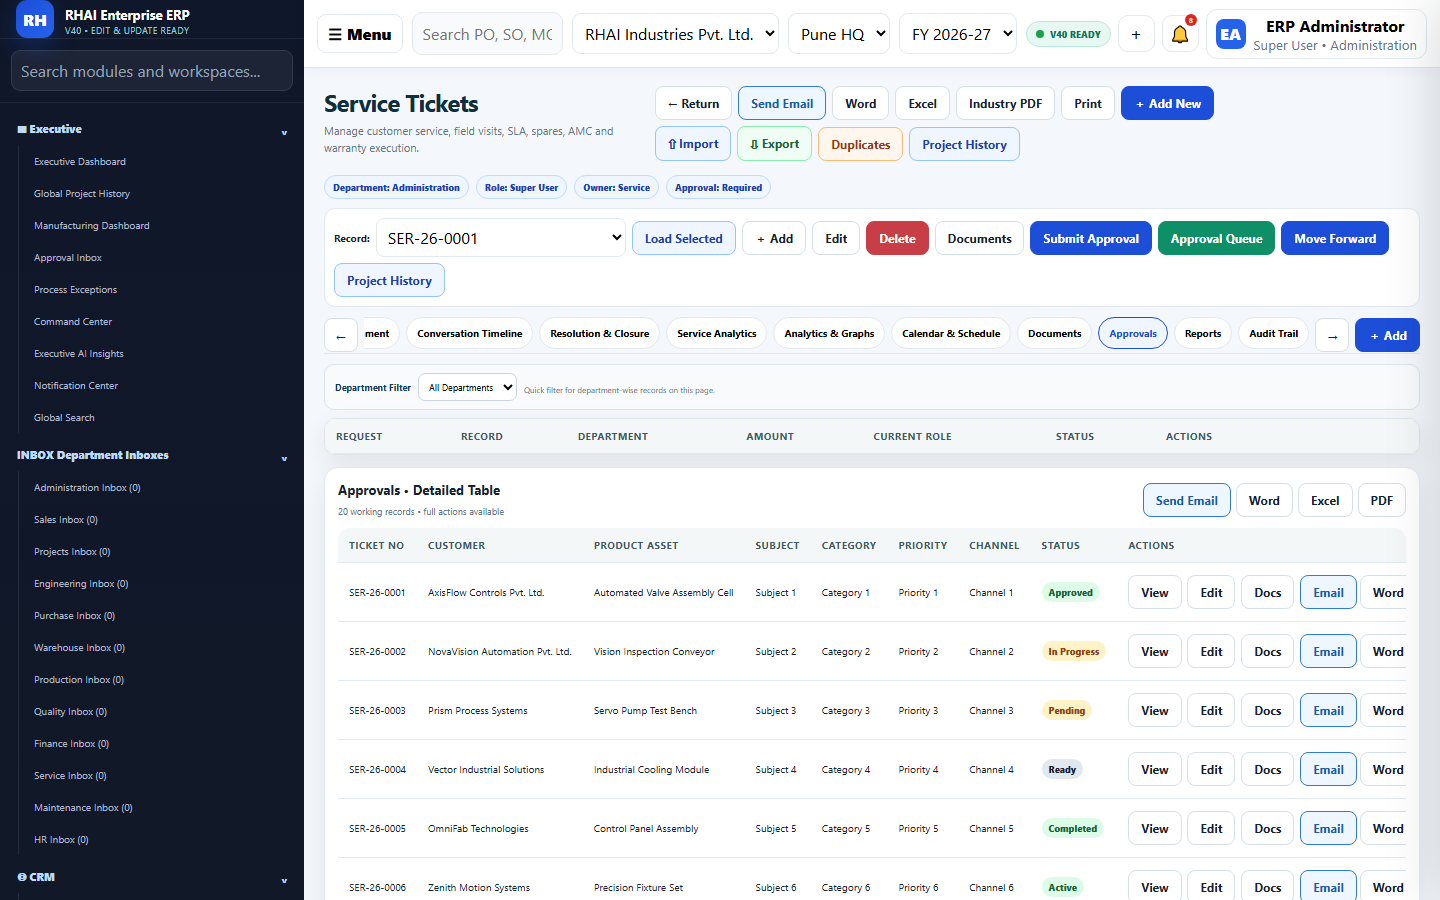 RH
RHAI Enterprise ERP
V40 • EDIT & UPDATE READY
Search modules and workspaces...
Executive
Executive Dashboard
Global Project History
Manufacturing Dashboard
Approval Inbox
Process Exceptions
Command Center
Executive AI Insights
Notification Center
Global Search
INBOX Department Inboxes
Administration Inbox (0)
Sales Inbox (0)
Projects Inbox (0)
Engineering Inbox (0)
Purchase Inbox (0)
Warehouse Inbox (0)
Production Inbox (0)
Quality Inbox (0)
Finance Inbox (0)
Service Inbox (0)
Maintenance Inbox (0)
HR Inbox (0)
CRM
☰ Menu
Search PO, SO, MO
RHAI Industries Pvt. Ltd.
Pune HQ
FY 2026-27
V40 READY
+
8
EA
ERP Administrator
Super User • Administration
Service Tickets
Manage customer service, field visits, SLA, spares, AMC and
warranty execution.
← Return
Send Email
Word
Excel
Industry PDF
Print
+ Add New
⇧ Import
⇩ Export
Duplicates
Project History
Department: Administration
Role: Super User
Owner: Service
Approval: Required
Record:
SER-26-0001
Load Selected
+ Add
Edit
Delete
Documents
Submit Approval
Approval Queue
Move Forward
Project History
←
ment
Conversation Timeline
Resolution & Closure
Service Analytics
Analytics & Graphs
Calendar & Schedule
Documents
Approvals
Reports
Audit Trail
→
+ Add
Department Filter
All Departments
Quick filter for department-wise records on this page.
REQUEST RECORD DEPARTMENT AMOUNT CURRENT ROLE STATUS ACTIONS
Approvals • Detailed Table
20 working records • full actions available
Send Email
Word
Excel
PDF
TICKET NO CUSTOMER PRODUCT ASSET SUBJECT CATEGORY PRIORITY CHANNEL STATUS ACTIONS
SER-26-0001 AxisFlow Controls Pvt. Ltd. Automated Valve Assembly Cell Subject 1 Category 1 Priority 1 Channel 1 Approved View Edit Docs Email Word
SER-26-0002 NovaVision Automation Pvt. Ltd. Vision Inspection Conveyor Subject 2 Category 2 Priority 2 Channel 2 In Progress View Edit Docs Email Word
SER-26-0003 Prism Process Systems Servo Pump Test Bench Subject 3 Category 3 Priority 3 Channel 3 Pending View Edit Docs Email Word
SER-26-0004 Vector Industrial Solutions Industrial Cooling Module Subject 4 Category 4 Priority 4 Channel 4 Ready View Edit Docs Email Word
SER-26-0005 OmniFab Technologies Control Panel Assembly Subject 5 Category 5 Priority 5 Channel 5 Completed View Edit Docs Email Word
SER-26-0006 Zenith Motion Systems Precision Fixture Set Subject 6 Category 6 Priority 6 Channel 6 Active View Edit Docs Email Word